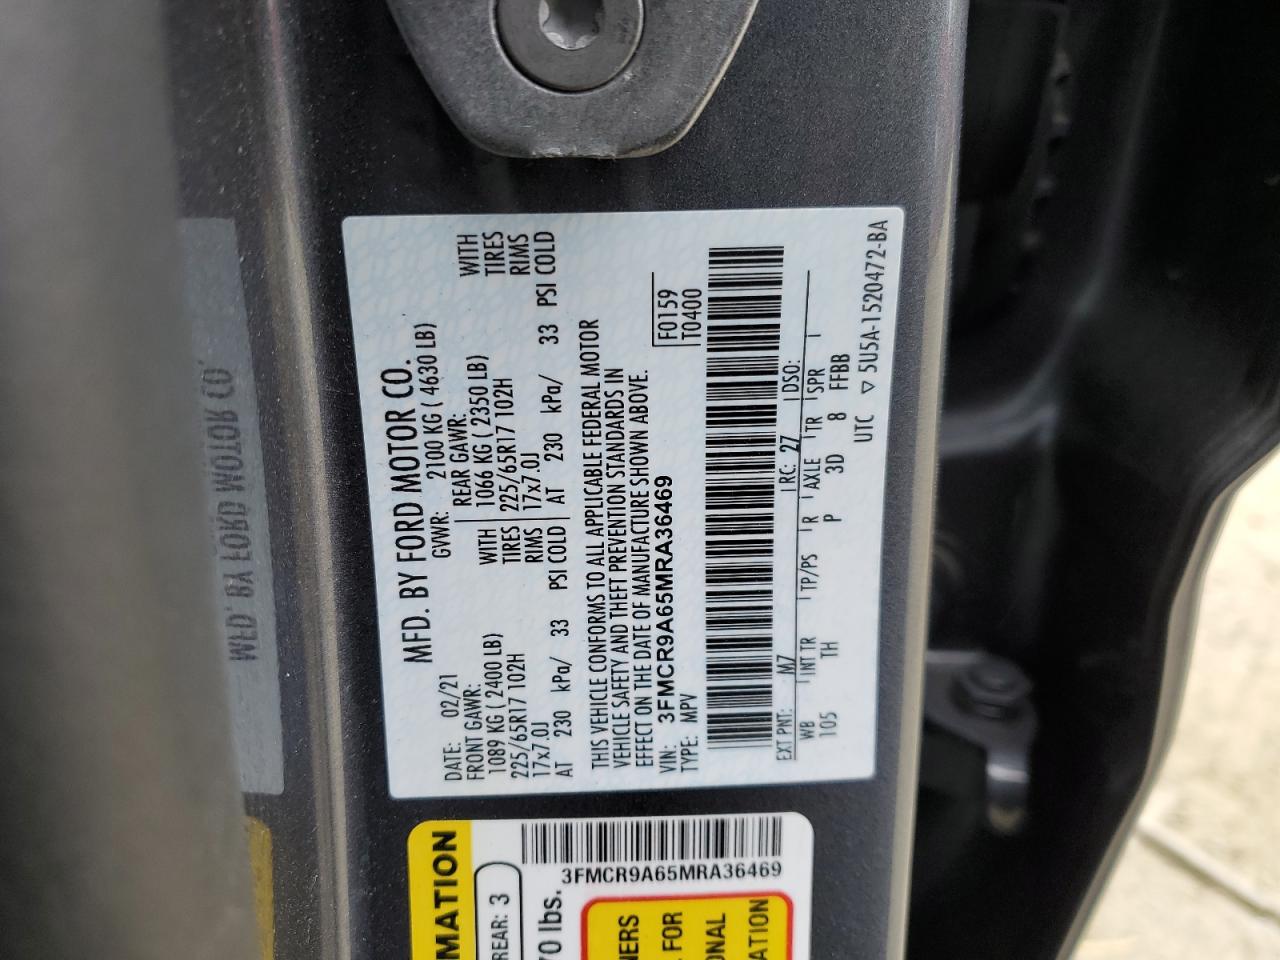 MFD. BY FORD MOTOR CO.
DATE: 02/21 GVWR: 2100 KG ( 4630 LB)
FRONT GAWR: REAR GAWR:
1089 KG ( 2400 LB) WITH 1066 KG ( 2350 LB) WITH
225/65R17 102H TIRES 225/65R17 102H TIRES
17x7.0J RIMS 17x7.0J RIMS
AT 230 kPa/ 33 PSI COLD AT 230 kPa/ 33 PSI COLD
THIS VEHICLE CONFORMS TO ALL APPLICABLE FEDERAL MOTOR
VEHICLE SAFETY AND THEFT PREVENTION STANDARDS IN
EFFECT ON THE DATE OF MANUFACTURE SHOWN ABOVE.
VIN: 3FMCR9A65MRA36469 F0159
TYPE: MPV T0400
EXT PNT: M7 RC: 27 DSO:
WB INT TR TP/PS R AXLE TR SPR
105 TH P 3D 8 FFBB
UTC ▽ 5U5A-1520472-BA
MATION
REAR: 3
70 lbs.
3FMCR9A65MRA36469
NERS
FOR
ONAL
ATION
MFD. BY FORD MOTOR CO.